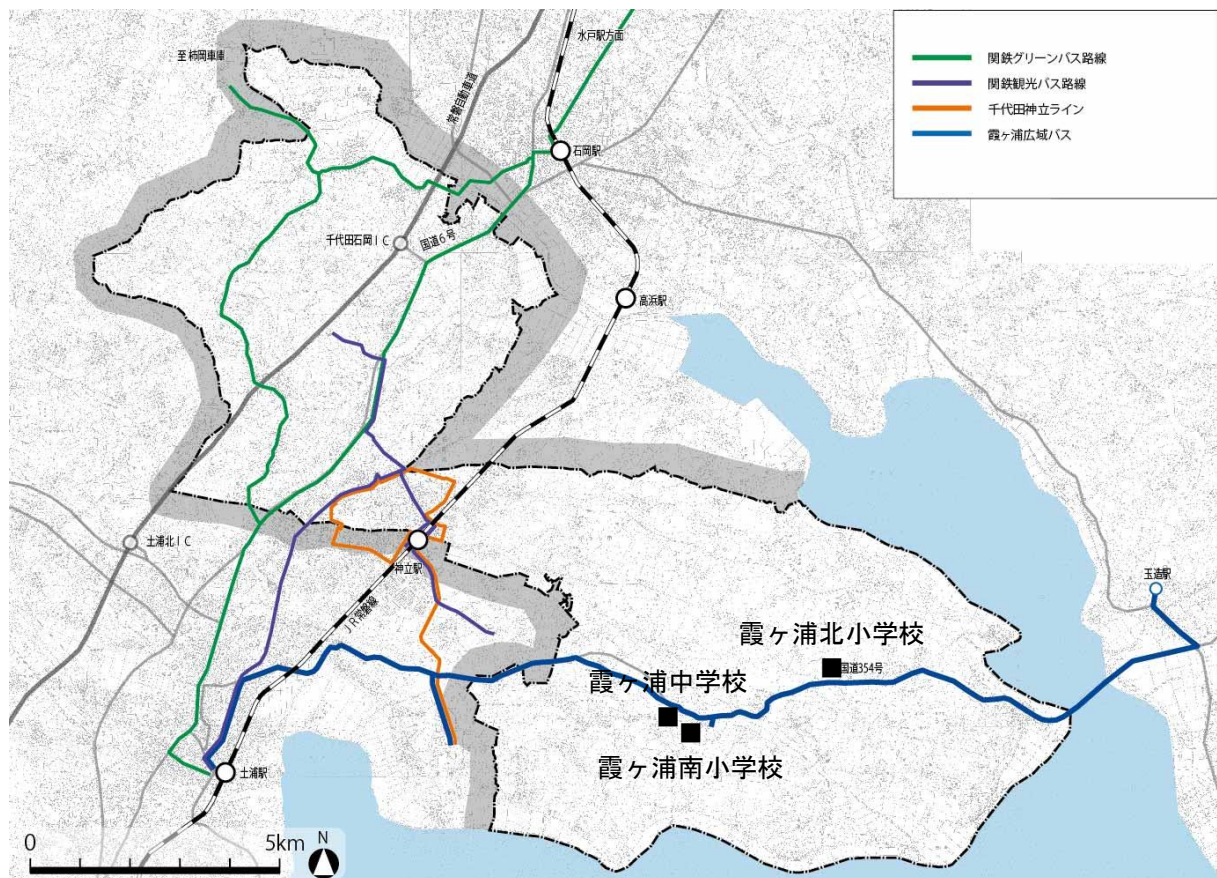 水戸駅方面
至 柿岡車庫
常磐自動車道
関鉄グリーンバス路線
関鉄観光バス路線
千代田神立ライン
霞ヶ浦広域バス
石岡駅
千代田石岡IC
国道6号
高浜駅
土浦北IC
神立駅
JR常磐線
玉造駅
霞ヶ浦北小学校
国道354号
霞ヶ浦中学校
霞ヶ浦南小学校
土浦駅
0
5km
N